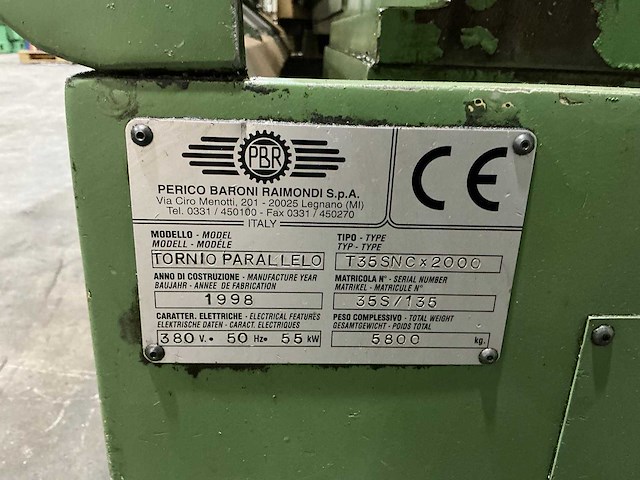 PBR
CE
PERICO BARONI RAIMONDI S.p.A.
Via Ciro Menotti, 201 - 20025 Legnano (MI)
Tel. 0331 / 450100 - Fax 0331 / 450270
ITALY
MODELLO - MODEL
MODELL - MODÉLE
TORNIO PARALLELO
TIPO - TYPE
TYP - TYPE
T35SNCx2000
ANNO DI COSTRUZIONE - MANUFACTURE YEAR
BAUJAHR - ANNEE DE FABRICATION
1998
MATRICOLA N° - SERIAL NUMBER
MATRIKEL - MATRICULE N°
35S/135
CARATTER. ELETTRICHE - ELECTRICAL FEATURES
ELEKTRISCHE DATEN - CARACT. ELECTRIQUES
380 V. • 50 Hz • 55 kW
PESO COMPLESSIVO - TOTAL WEIGHT
GESAMTGEWICHT - POIDS TOTAL
5800 kg.